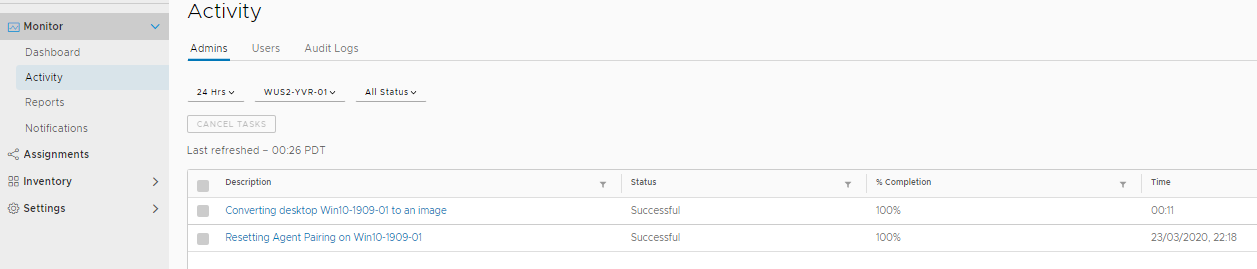 Activity
Monitor
Dashboard
Activity
Reports
Notifications
Assignments
Inventory
Settings
Admins Users Audit Logs
24 Hrs WUS2-YVR-01 All Status
CANCEL TASKS
Last refreshed – 00:26 PDT
Description Status % Completion Time
Converting desktop Win10-1909-01 to an image Successful 100% 00:11
Resetting Agent Pairing on Win10-1909-01 Successful 100% 23/03/2020, 22:18